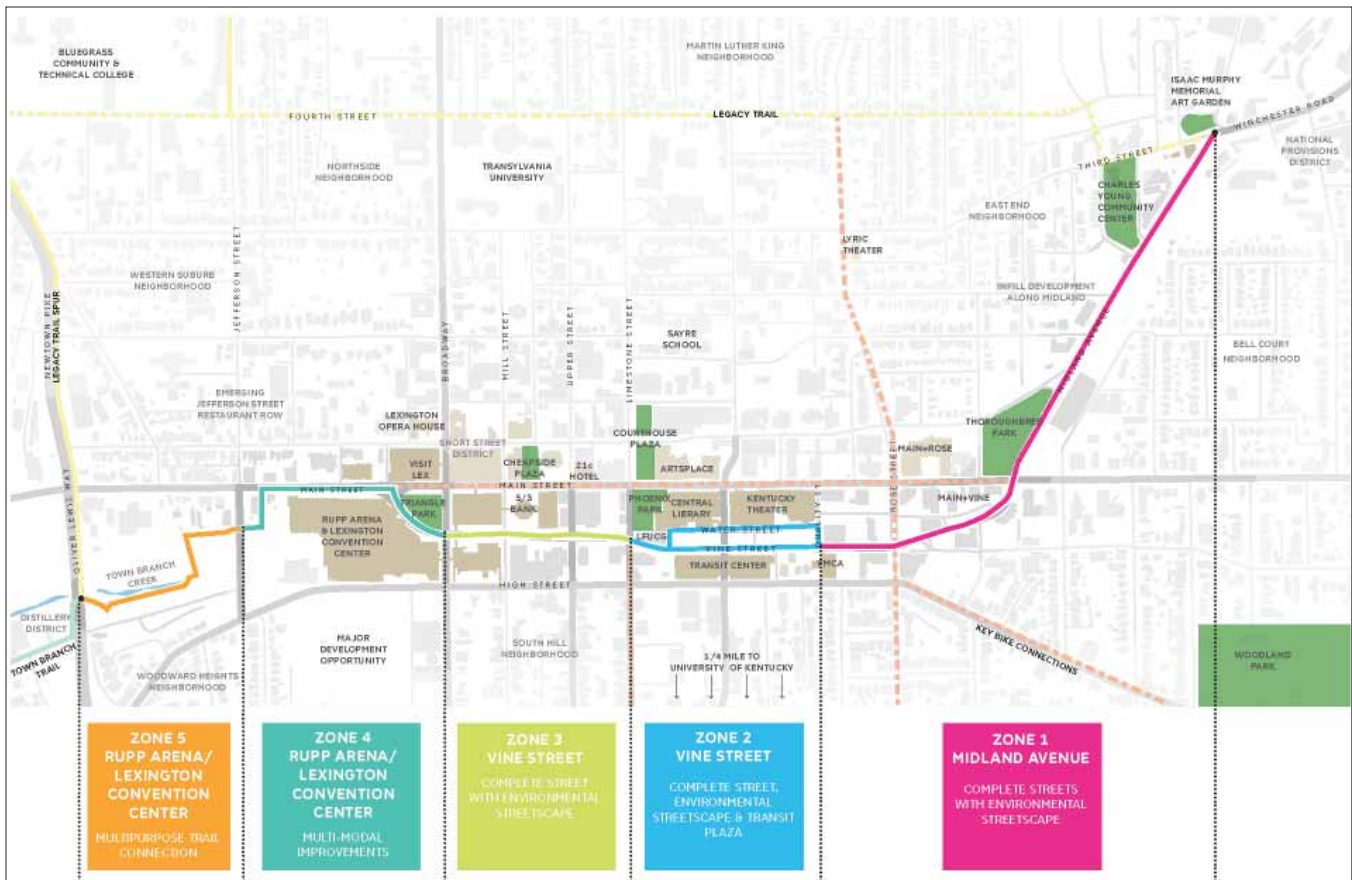 BLUEGRASS
COMMUNITY &
TECHNICAL COLLEGE
MARTIN LUTHER KING
NEIGHBORHOOD
ISAAC MURPHY
MEMORIAL
ART GARDEN
WINCHESTER ROAD
FOURTH STREET
LEGACY TRAIL
NATIONAL
PROVISIONS
DISTRICT
THIRD STREET
NORTHSIDE
NEIGHBORHOOD
TRANSYLVANIA
UNIVERSITY
CHARLES
YOUNG
COMMUNITY
CENTER
EAST END
NEIGHBORHOOD
LYRIC
THEATER
WESTERN SUBURB
NEIGHBORHOOD
JEFFERSON STREET
INFILL DEVELOPMENT
ALONG MIDLAND
NEWTOWN PIKE
LEGACY TRAIL SPUR
BROADWAY
MILL STREET
UPPER STREET
LIMESTONE STREET
SAYRE
SCHOOL
MIDLAND AVENUE
BELL COURT
NEIGHBORHOOD
EMERGING
JEFFERSON STREET
RESTAURANT ROW
LEXINGTON
OPERA HOUSE
SHORT STREET
DISTRICT
COURTHOUSE
PLAZA
THOROUGHBRED
PARK
MAIN+ROSE
VISIT
LEX
CHEAPSIDE
PLAZA
21c
HOTEL
ARTSPLACE
MAIN STREET
MAIN STREET
TRIANGLE
PARK
5/3
BANK
PHOENIX
PARK
CENTRAL
LIBRARY
KENTUCKY
THEATER
MAIN+VINE
ROSE STREET
QUALITY ST
RUPP ARENA
& LEXINGTON
CONVENTION
CENTER
LFUCG
WATER STREET
VINE STREET
TRANSIT CENTER
YMCA
OLIVER LEWIS WAY
TOWN BRANCH
CREEK
HIGH STREET
DISTILLERY
DISTRICT
TOWN BRANCH
TRAIL
WOODWARD HEIGHTS
NEIGHBORHOOD
MAJOR
DEVELOPMENT
OPPORTUNITY
SOUTH HILL
NEIGHBORHOOD
1/4 MILE TO
UNIVERSITY OF KENTUCKY
KEY BIKE CONNECTIONS
WOODLAND
PARK
ZONE 5
RUPP ARENA/
LEXINGTON
CONVENTION
CENTER
MULTIPURPOSE TRAIL
CONNECTION
ZONE 4
RUPP ARENA/
LEXINGTON
CONVENTION
CENTER
MULTI-MODAL
IMPROVEMENTS
ZONE 3
VINE STREET
COMPLETE STREET
WITH ENVIRONMENTAL
STREETSCAPE
ZONE 2
VINE STREET
COMPLETE STREET,
ENVIRONMENTAL
STREETSCAPE & TRANSIT
PLAZA
ZONE 1
MIDLAND AVENUE
COMPLETE STREETS
WITH ENVIRONMENTAL
STREETSCAPE